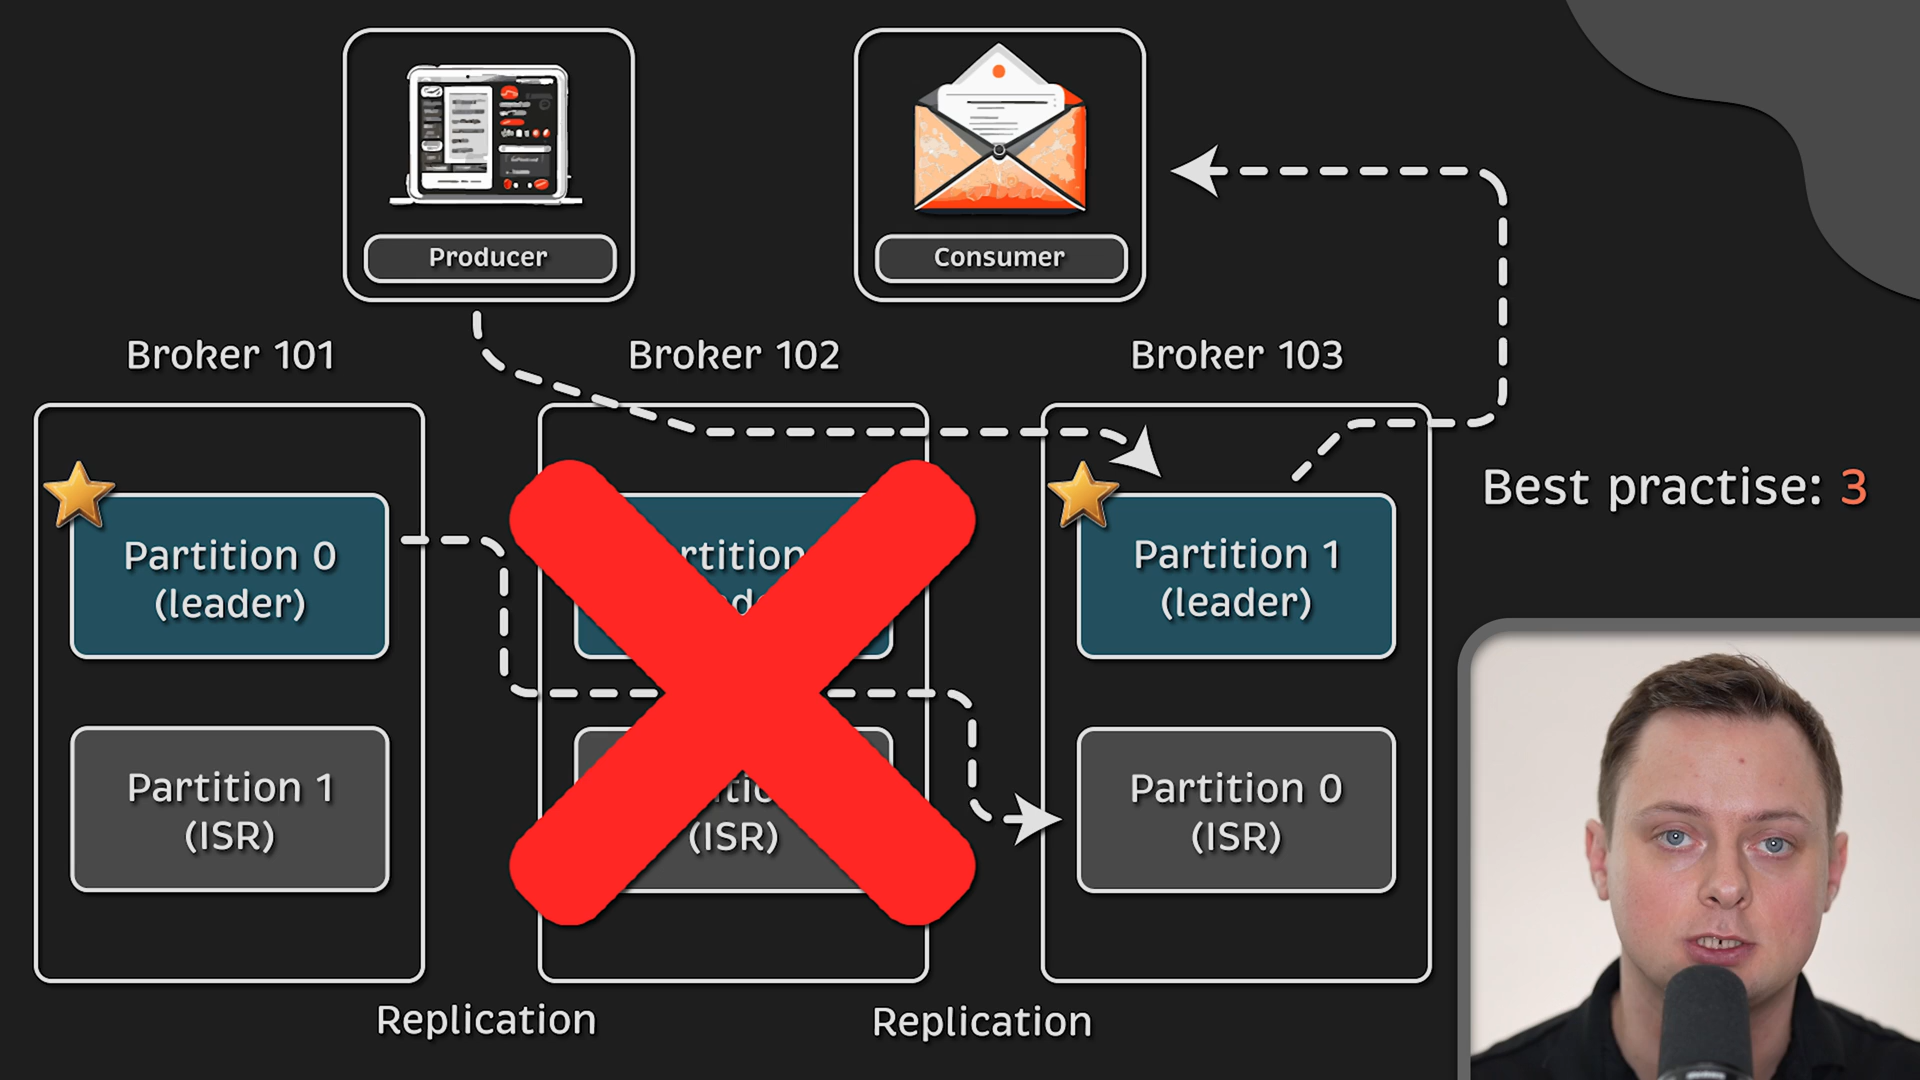 Producer
Consumer
Broker 101
Broker 102
Broker 103
Best practise: 3
Partition 0
(leader)
Partition 1
(leader)
Partition 1
(ISR)
(ISR)
Partition 0
(ISR)
Replication
Replication